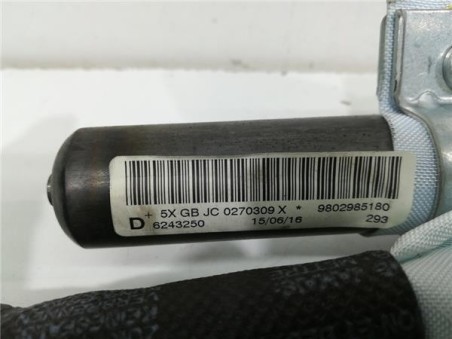 + 5X GB JC 0270309 X * 9802985180
D 6243250 15/06/16 293